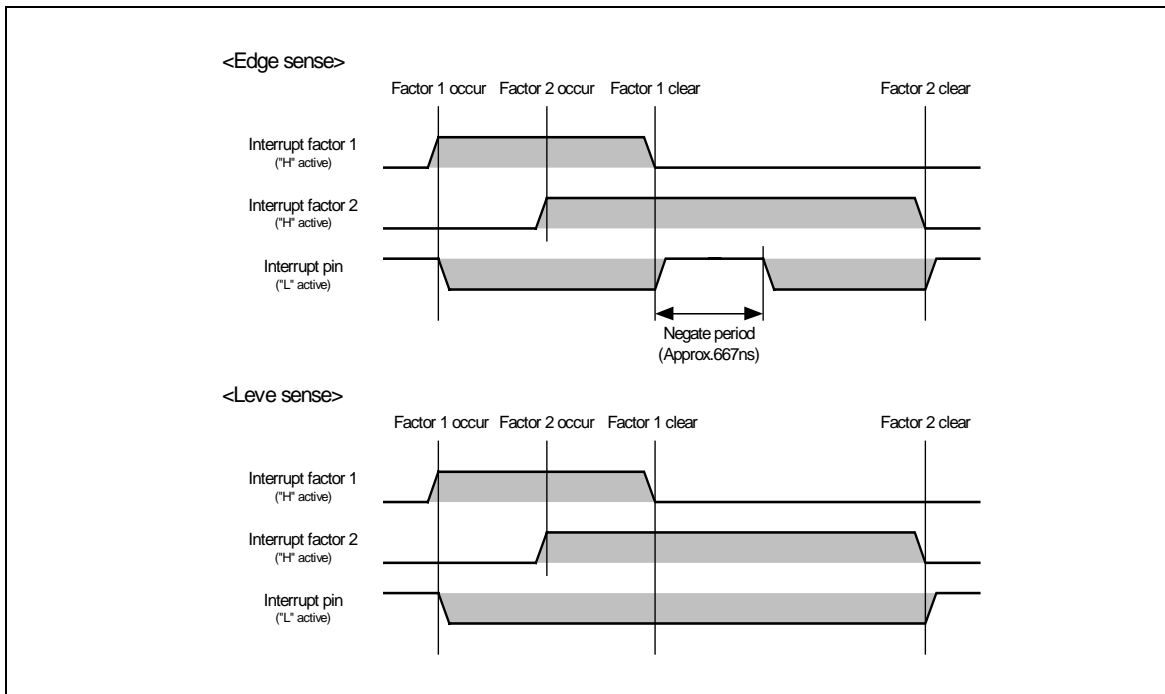 <Edge sense>
Factor 1 occur Factor 2 occur Factor 1 clear Factor 2 clear
Interrupt factor 1
("H" active)
Interrupt factor 2
("H" active)
Interrupt pin
("L" active)
Negate period
(Approx.667ns)
<Leve sense>
Factor 1 occur Factor 2 occur Factor 1 clear Factor 2 clear
Interrupt factor 1
("H" active)
Interrupt factor 2
("H" active)
Interrupt pin
("L" active)